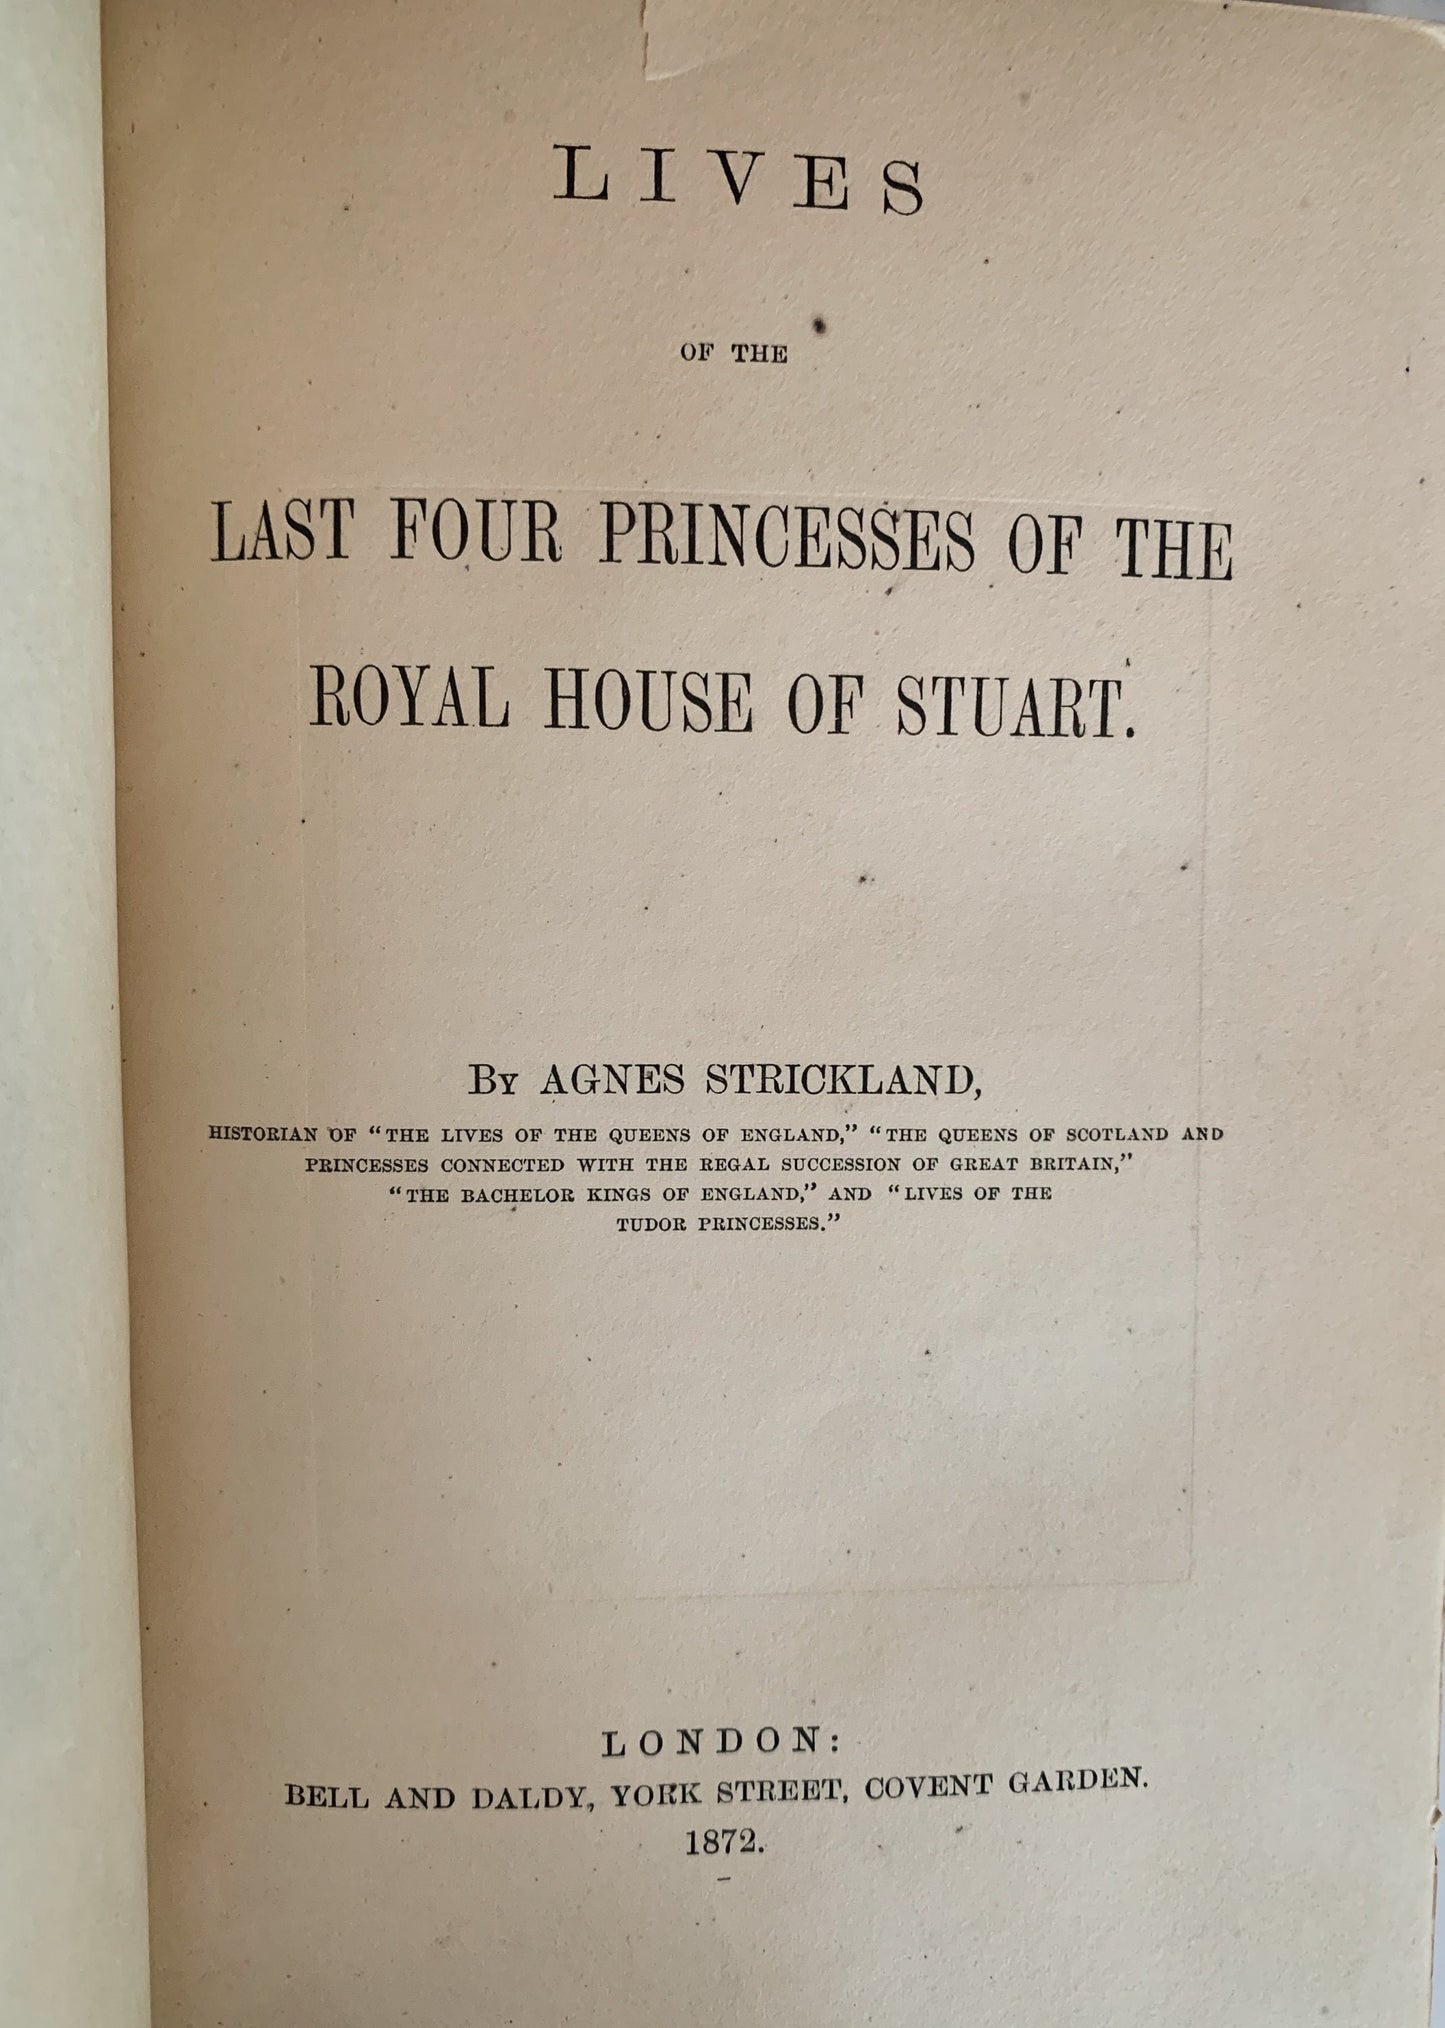 LIVES
OF THE
LAST FOUR PRINCESSES OF THE
ROYAL HOUSE OF STUART.
By AGNES STRICKLAND,
HISTORIAN OF “THE LIVES OF THE QUEENS OF ENGLAND,” “THE QUEENS OF SCOTLAND AND
PRINCESSES CONNECTED WITH THE REGAL SUCCESSION OF GREAT BRITAIN,”
“THE BACHELOR KINGS OF ENGLAND,” AND “LIVES OF THE
TUDOR PRINCESSES.”
LONDON:
BELL AND DALDY, YORK STREET, COVENT GARDEN.
1872.